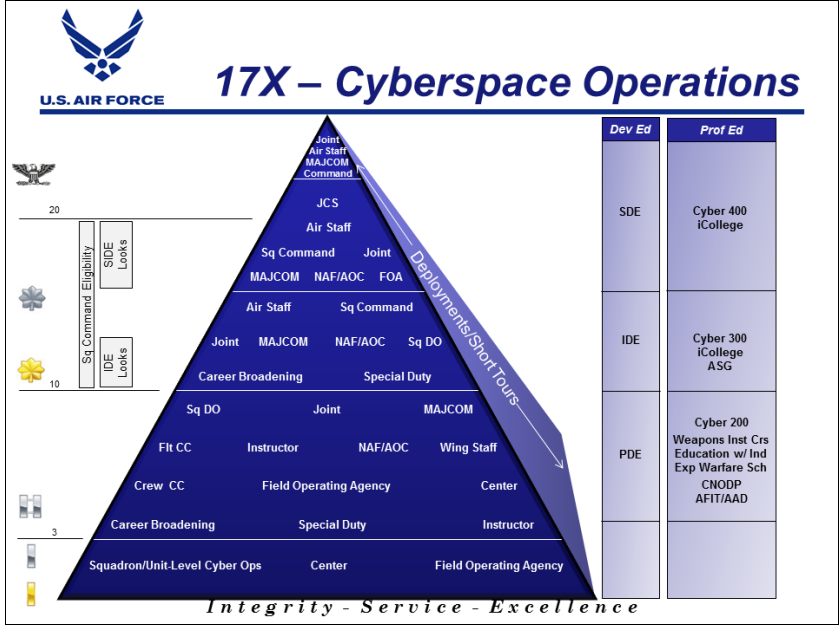 U.S. AIR FORCE
17X – Cyberspace Operations
Dev Ed
Prof Ed
Joint
Air Staff
MAJCOM
Command
20
JCS
Air Staff
Sq Command Joint
MAJCOM NAF/AOC FOA
Sq Command Eligibility
SIDE Looks
IDE Looks
Air Staff Sq Command
Joint MAJCOM NAF/AOC Sq DO
Career Broadening Special Duty
10
Sq DO Joint MAJCOM
Flt CC Instructor NAF/AOC Wing Staff
Crew CC Field Operating Agency Center
Career Broadening Special Duty Instructor
3
Squadron/Unit-Level Cyber Ops Center Field Operating Agency
Deployments/Short Tours
SDE
Cyber 400
iCollege
IDE
Cyber 300
iCollege
ASG
PDE
Cyber 200
Weapons Inst Crs
Education w/ Ind
Exp Warfare Sch
CNODP
AFIT/AAD
Integrity - Service - Excellence